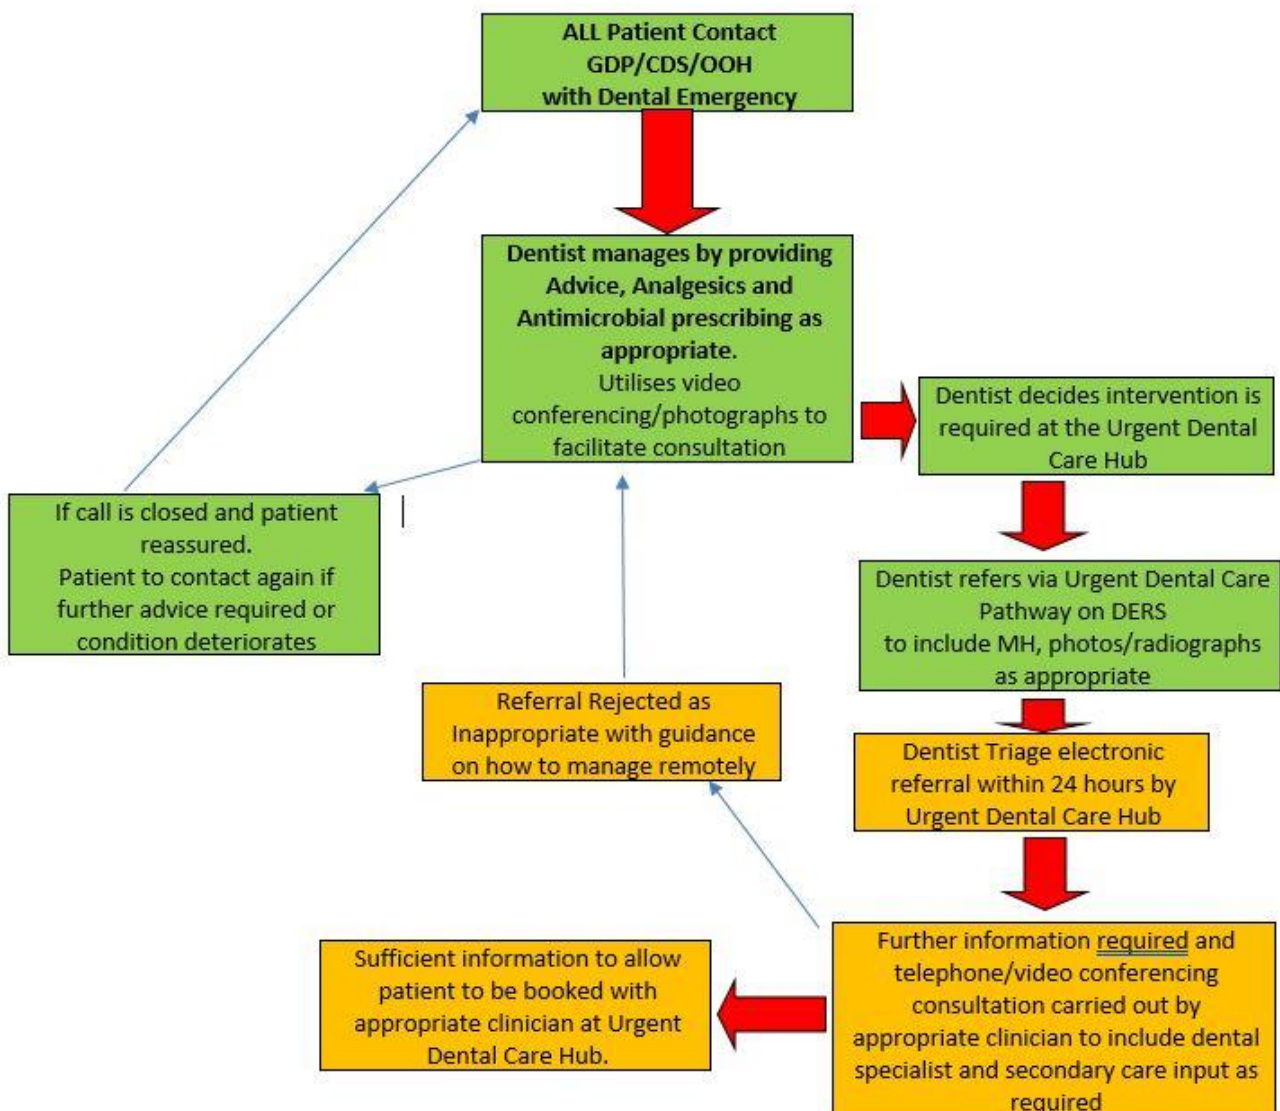 ALL Patient Contact
GDP/CDS/OOH
with Dental Emergency
Dentist manages by providing
Advice, Analgesics and
Antimicrobial prescribing as
appropriate.
Utilises video
conferencing/photographs to
facilitate consultation
Dentist decides intervention is
required at the Urgent Dental
Care Hub
If call is closed and patient
reassured.
Patient to contact again if
further advice required or
condition deteriorates
Dentist refers via Urgent Dental Care
Pathway on DERS
to include MH, photos/radiographs
as appropriate
Referral Rejected as
Inappropriate with guidance
on how to manage remotely
Dentist Triage electronic
referral within 24 hours by
Urgent Dental Care Hub
Sufficient information to allow
patient to be booked with
appropriate clinician at Urgent
Dental Care Hub.
Further information required and
telephone/video conferencing
consultation carried out by
appropriate clinician to include dental
specialist and secondary care input as
required